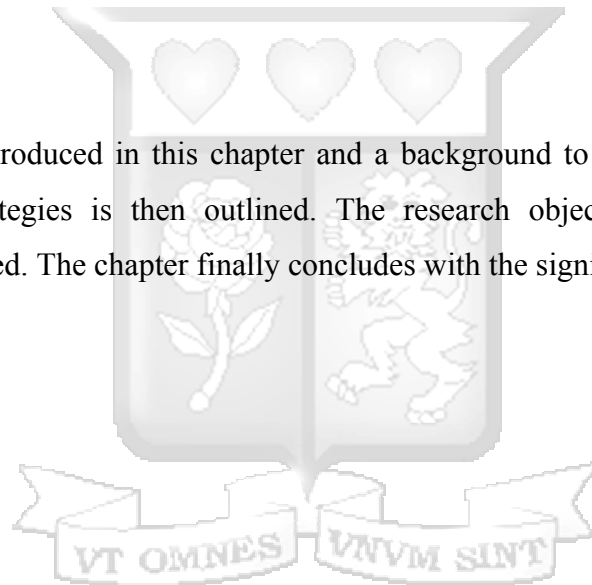 roduced in this chapter and a background to
tegies is then outlined. The research objec
ed. The chapter finally concludes with the signi
VT OMNES VNVM SINT